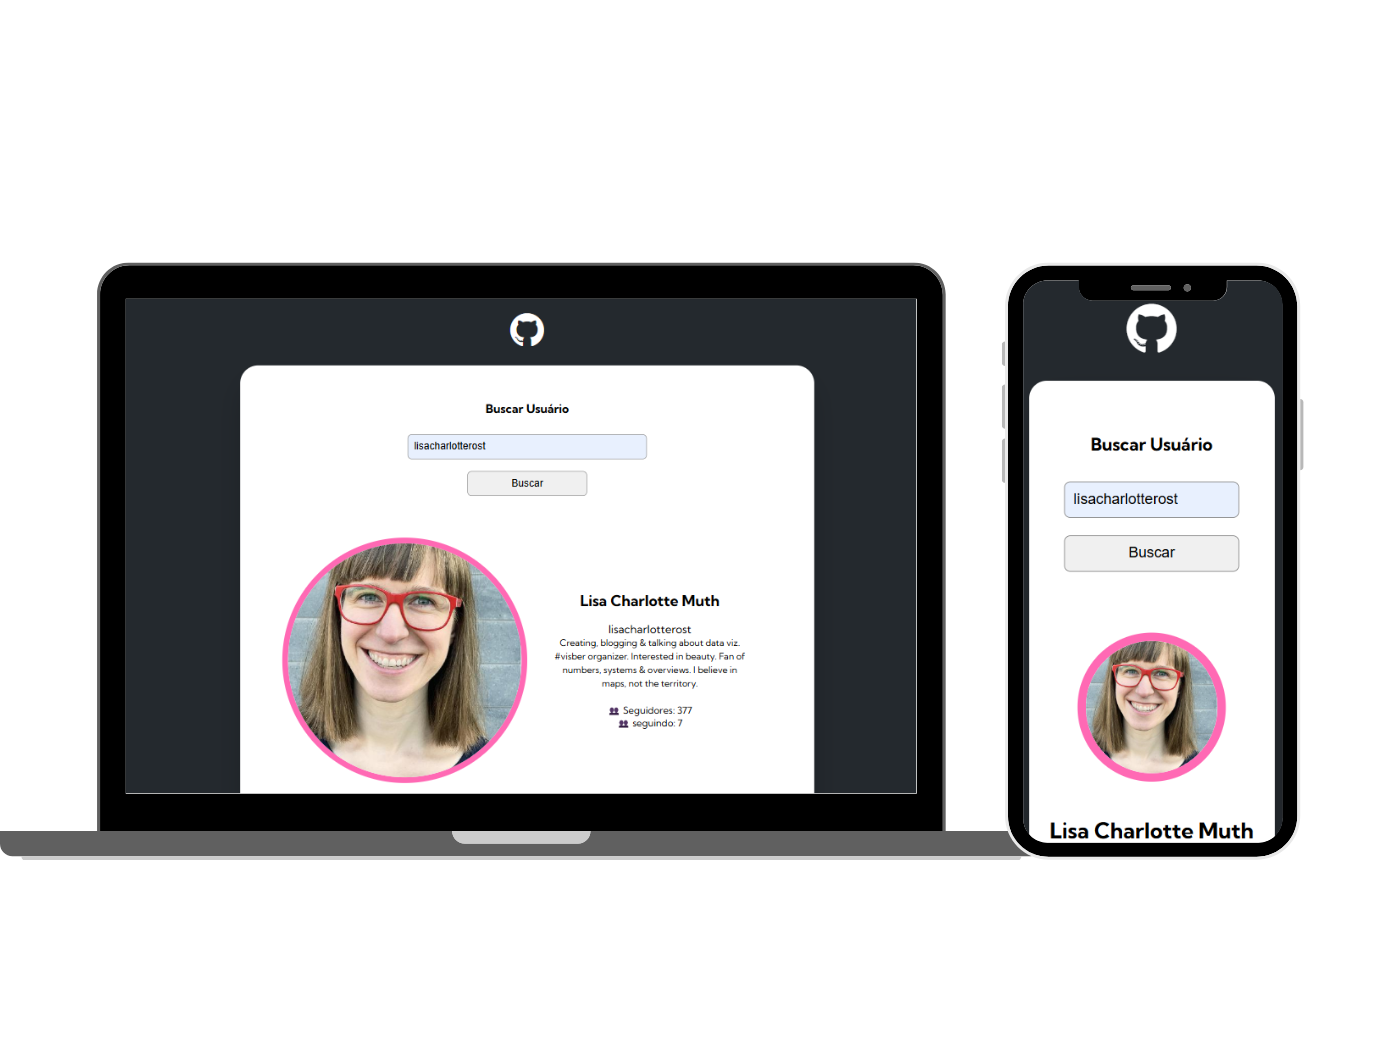 Buscar Usuário
lisacharlotterost
Buscar
Lisa Charlotte Muth
lisacharlotterost
Creating, blogging & talking about data viz.
#visber organizer. Interested in beauty. Fan of
numbers, systems & overviews. I believe in
maps, not the territory.
Seguidores: 377
seguindo: 7
Buscar Usuário
lisacharlotterost
Buscar
Lisa Charlotte Muth